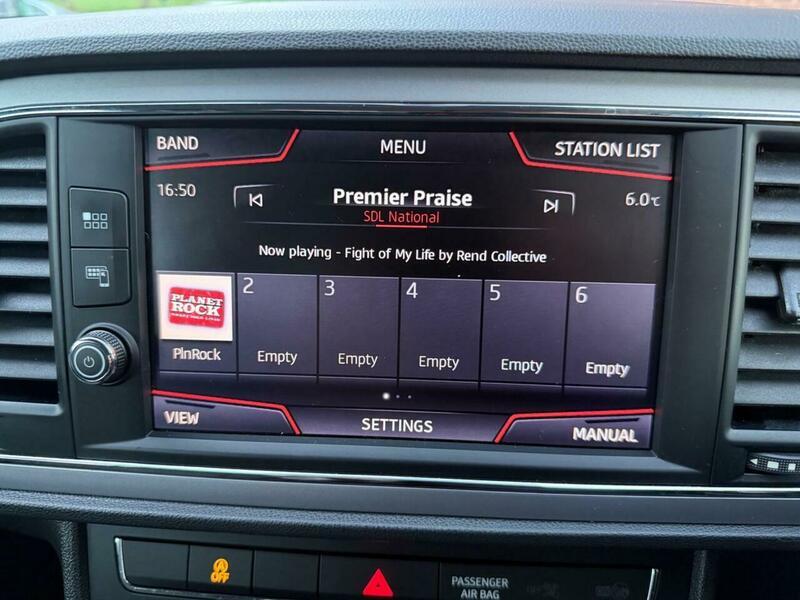 BAND
MENU
STATION LIST
16:50
Premier Praise
6.0°C
SDL National
Now playing - Fight of My Life by Rend Collective
PLANET
ROCK
PlnRock
2
Empty
3
Empty
4
Empty
5
Empty
6
Empty
VIEW
SETTINGS
MANUAL
A
OFF
PASSENGER
AIR BAG